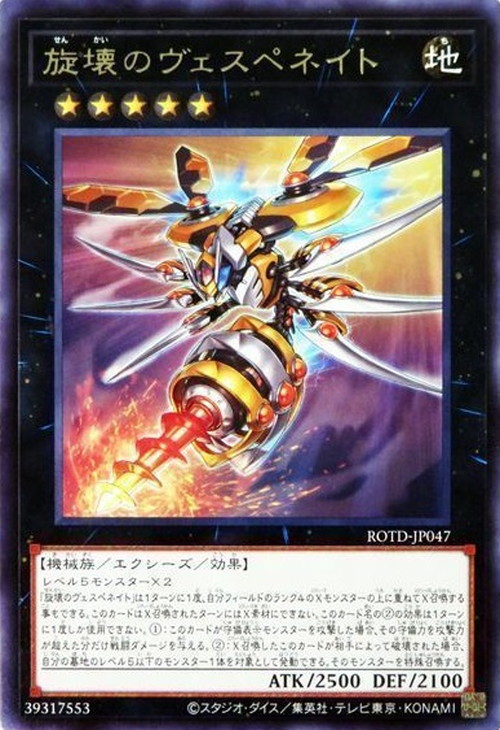 旋壊のヴェスペネイト
地
ROTD-JP047
【機械族／エクシーズ／効果】
レベル5モンスター×2
「旋壊のヴェスペネイト」は1ターンに1度、自分フィールドのランク4のXモンスターの上に重ねてX召喚する
事もできる。このカードはX召喚されたターンにはX素材にできない。このカード名の②の効果は1ターン
に1度しか使用できない。①：このカードが守備表示モンスターを攻撃した場合、その守備力を攻撃力
が超えた分だけ戦闘ダメージを与える。②：X召喚したこのカードが相手によって破壊された場合、
自分の墓地のレベル5以下のモンスター1体を対象として発動できる。そのモンスターを特殊召喚する。
ATK/2500 DEF/2100
39317553
©スタジオ・ダイス／集英社・テレビ東京・KONAMI